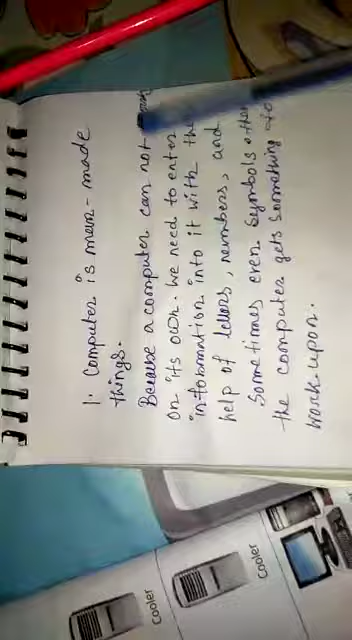 1. Computer is man-made
things.
Because a computer can not
on its own. We need to enter
information into it with the
help of letters, numbers, and
Sometimes even Symbols
the computer gets something to
work upon.
cooler
cooler